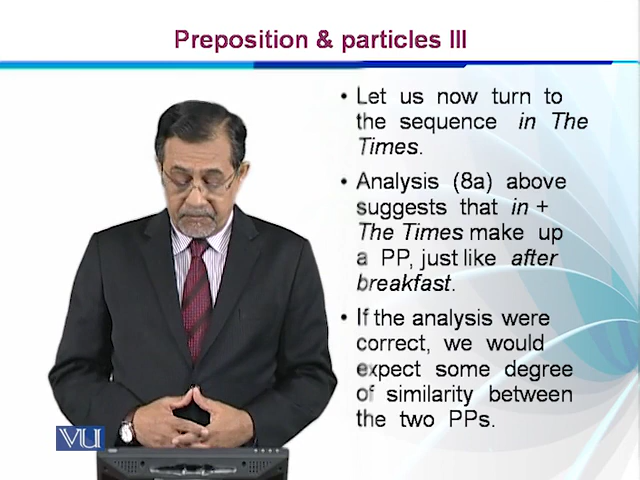 Preposition & particles III
• Let us now turn to
the sequence in The
Times.
• Analysis (8a) above
suggests that in +
The Times make up
a PP, just like after
breakfast.
• If the analysis were
correct, we would
expect some degree
of similarity between
the two PPs.
VU